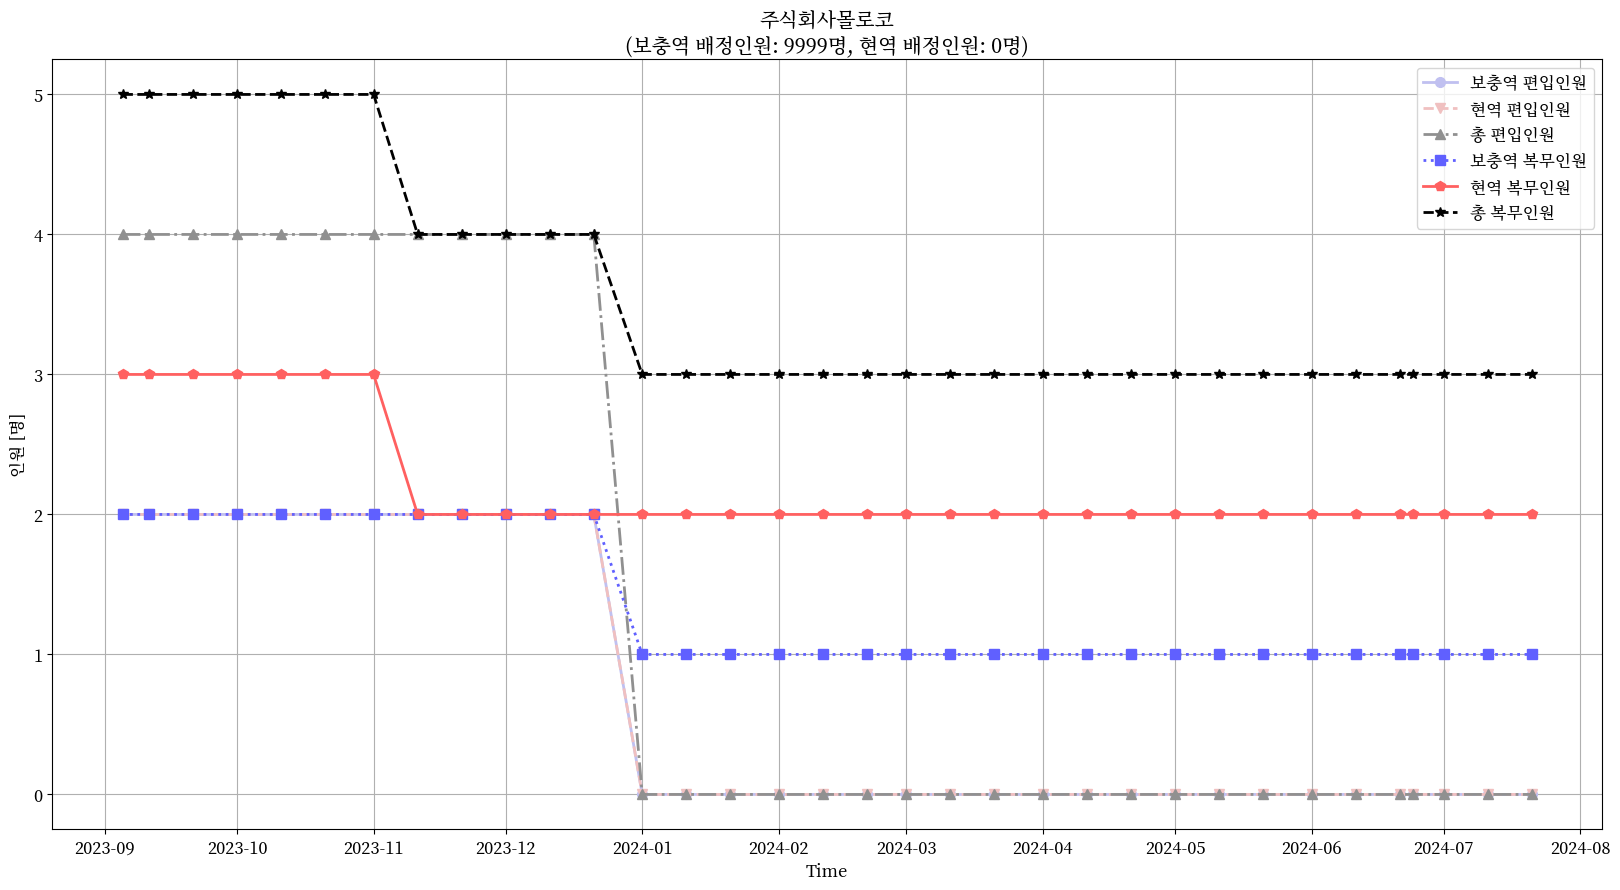 주식회사몰로코
(보충역 배정인원: 9999명, 현역 배정인원: 0명)
보충역 편입인원
현역 편입인원
총 편입인원
보충역 복무인원
현역 복무인원
총 복무인원
인원 [명]
5
4
3
2
1
0
2023-09
2023-10
2023-11
2023-12
2024-01
2024-02
2024-03
2024-04
2024-05
2024-06
2024-07
2024-08
Time